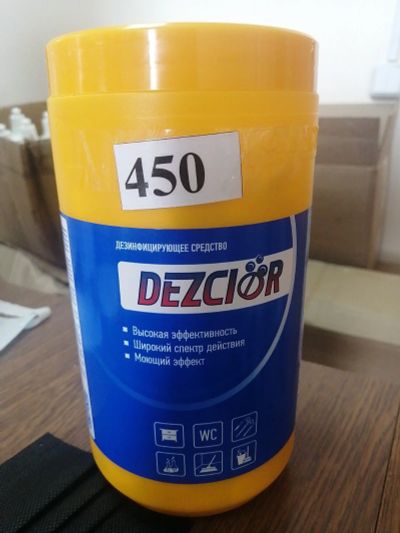 450
ДЕЗИНФИЦИРУЮЩЕЕ СРЕДСТВО
DEZCIOR
Высокая эффективность
Широкий спектр действия
Моющий эффект
WC